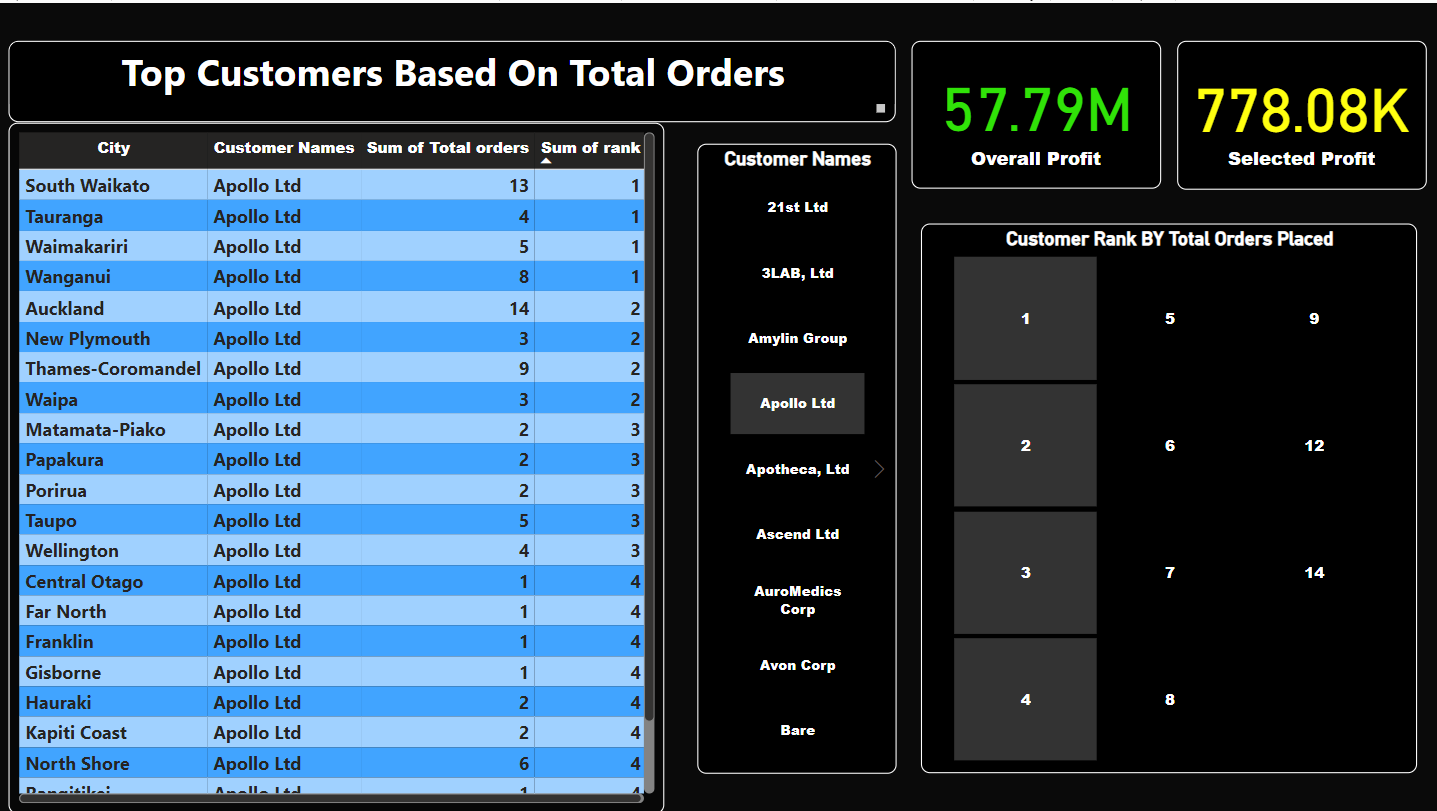 Top Customers Based On Total Orders
57.79M
Overall Profit
778.08K
Selected Profit
City Customer Names Sum of Total orders Sum of rank
South Waikato Apollo Ltd 13 1
Tauranga Apollo Ltd 4 1
Waimakariri Apollo Ltd 5 1
Wanganui Apollo Ltd 8 1
Auckland Apollo Ltd 14 2
New Plymouth Apollo Ltd 3 2
Thames-Coromandel Apollo Ltd 9 2
Waipa Apollo Ltd 3 2
Matamata-Piako Apollo Ltd 2 3
Papakura Apollo Ltd 2 3
Porirua Apollo Ltd 2 3
Taupo Apollo Ltd 5 3
Wellington Apollo Ltd 4 3
Central Otago Apollo Ltd 1 4
Far North Apollo Ltd 1 4
Franklin Apollo Ltd 1 4
Gisborne Apollo Ltd 1 4
Hauraki Apollo Ltd 2 4
Kapiti Coast Apollo Ltd 2 4
North Shore Apollo Ltd 6 4
Rangitikei Apollo Ltd 1 4
Customer Names
21st Ltd
3LAB, Ltd
Amylin Group
Apollo Ltd
Apotheca, Ltd
Ascend Ltd
AuroMedics
Corp
Avon Corp
Bare
Customer Rank BY Total Orders Placed
1 5 9
2 6 12
3 7 14
4 8